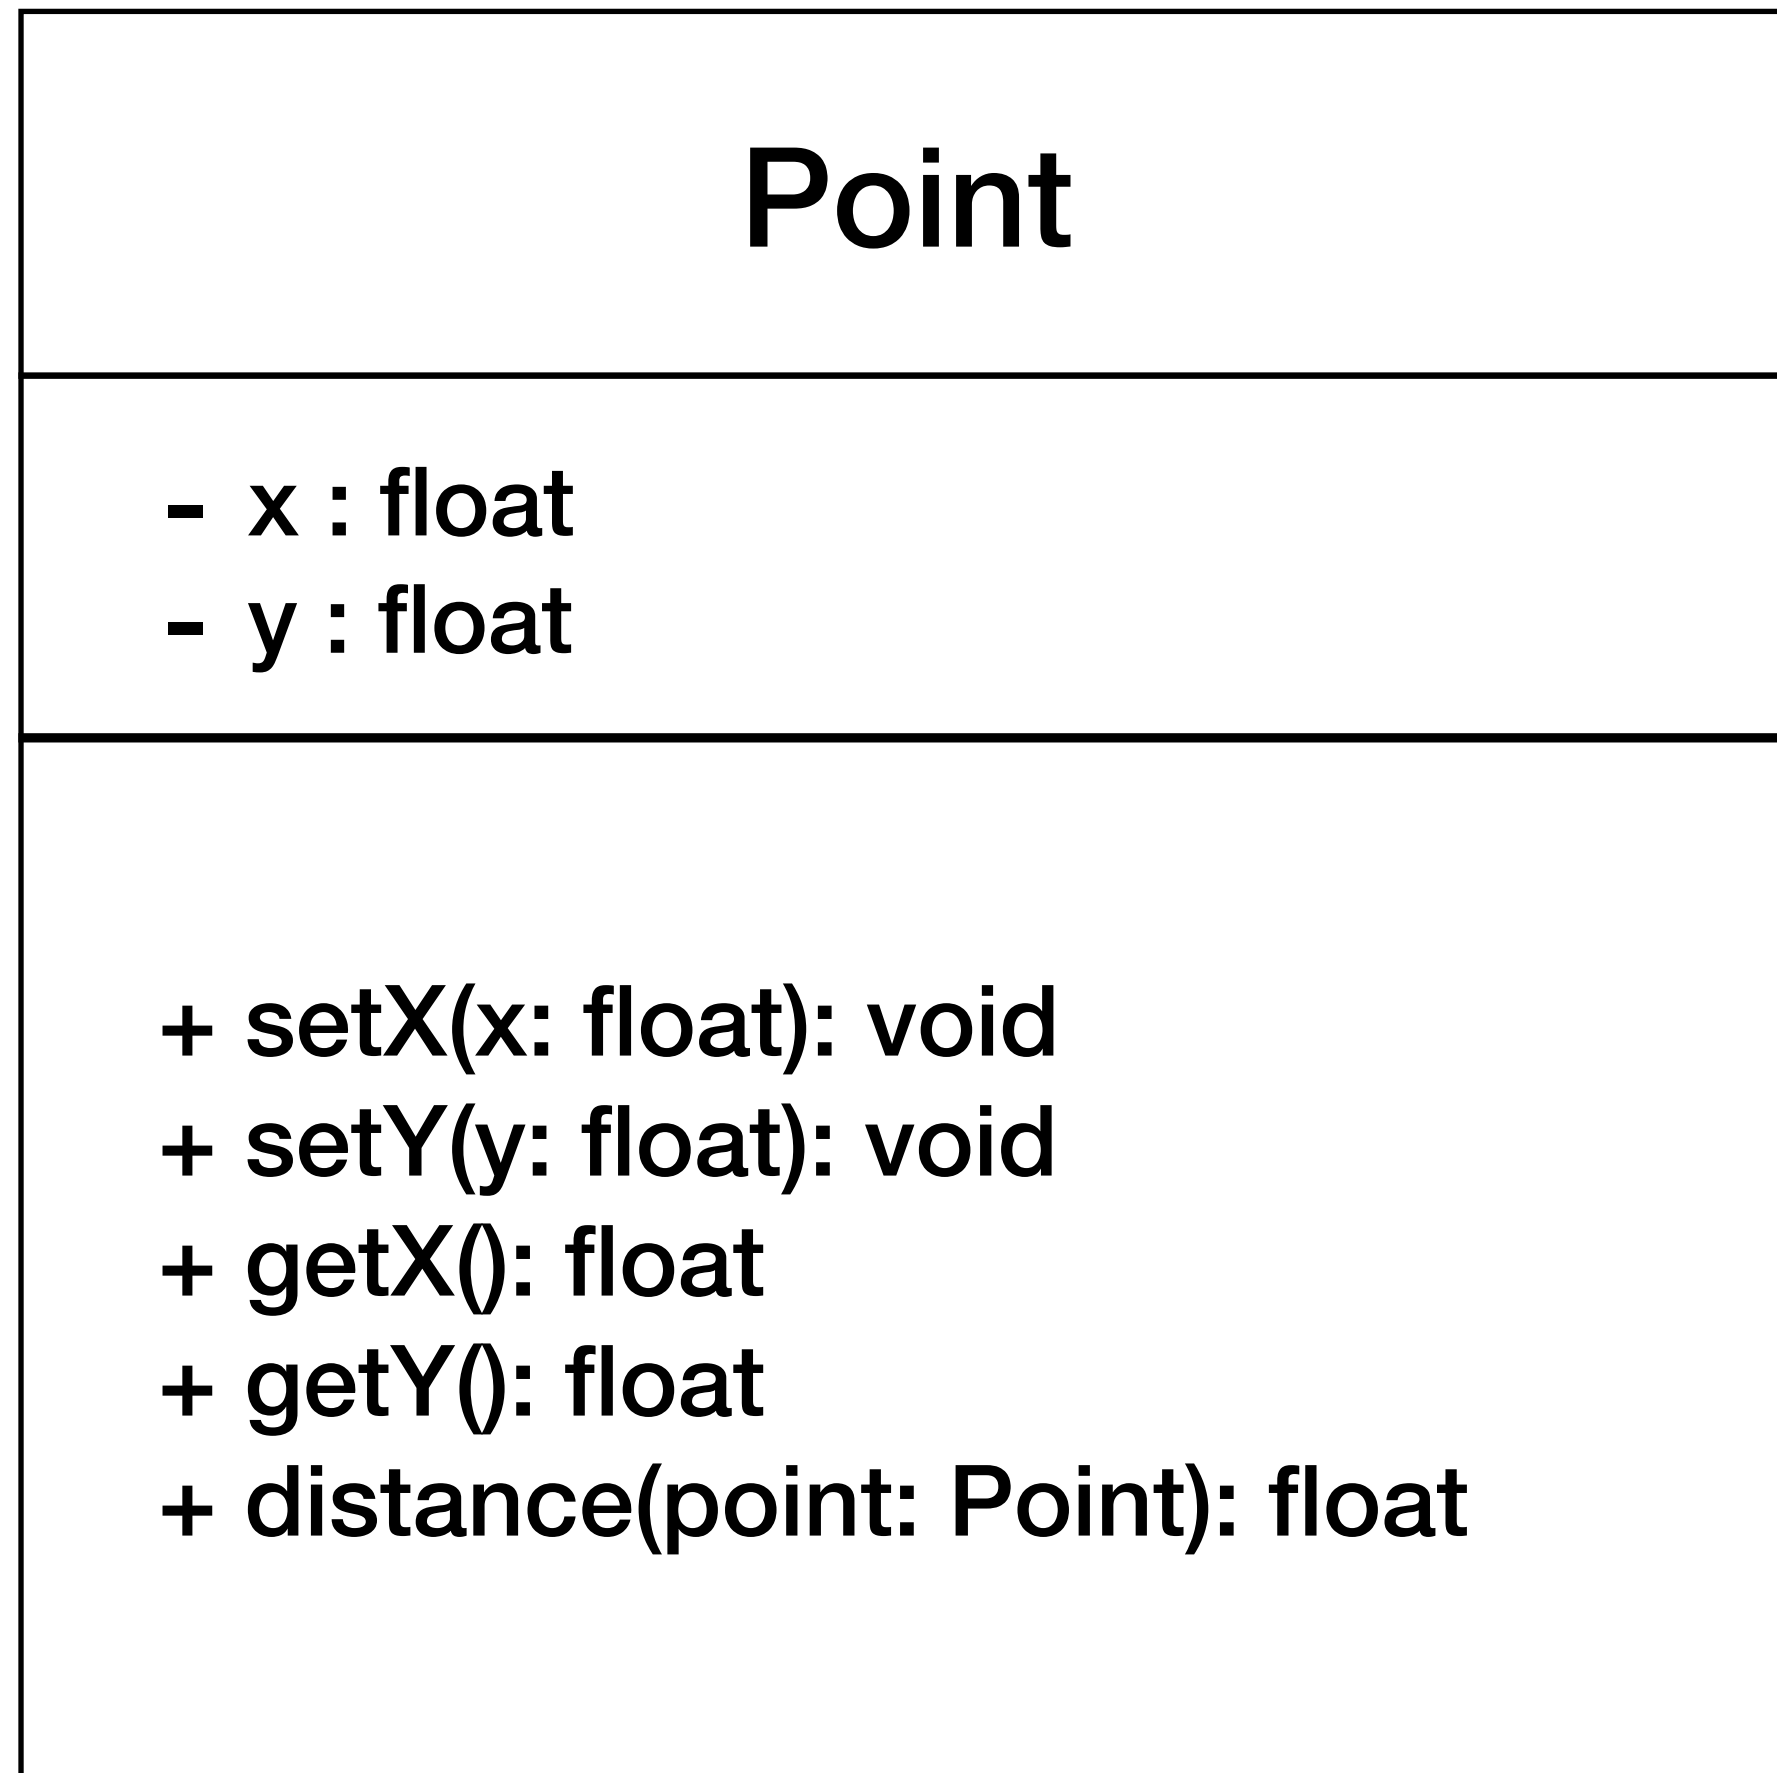 Point
- x : float
- y : float
+ setX(x: float): void
+ setY(y: float): void
+ getX(): float
+ getY(): float
+ distance(point: Point): float